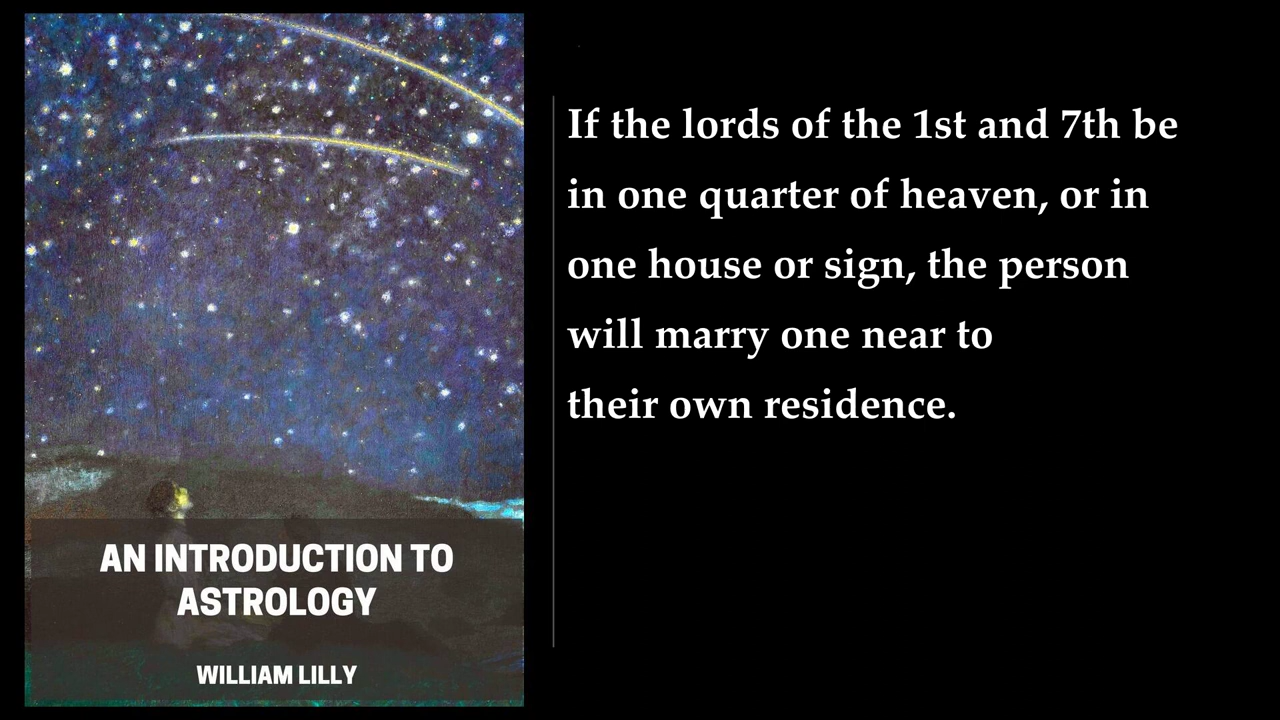 If the lords of the 1st and 7th be
in one quarter of heaven, or in
one house or sign, the person
will marry one near to
their own residence.
AN INTRODUCTION TO
ASTROLOGY
WILLIAM LILLY